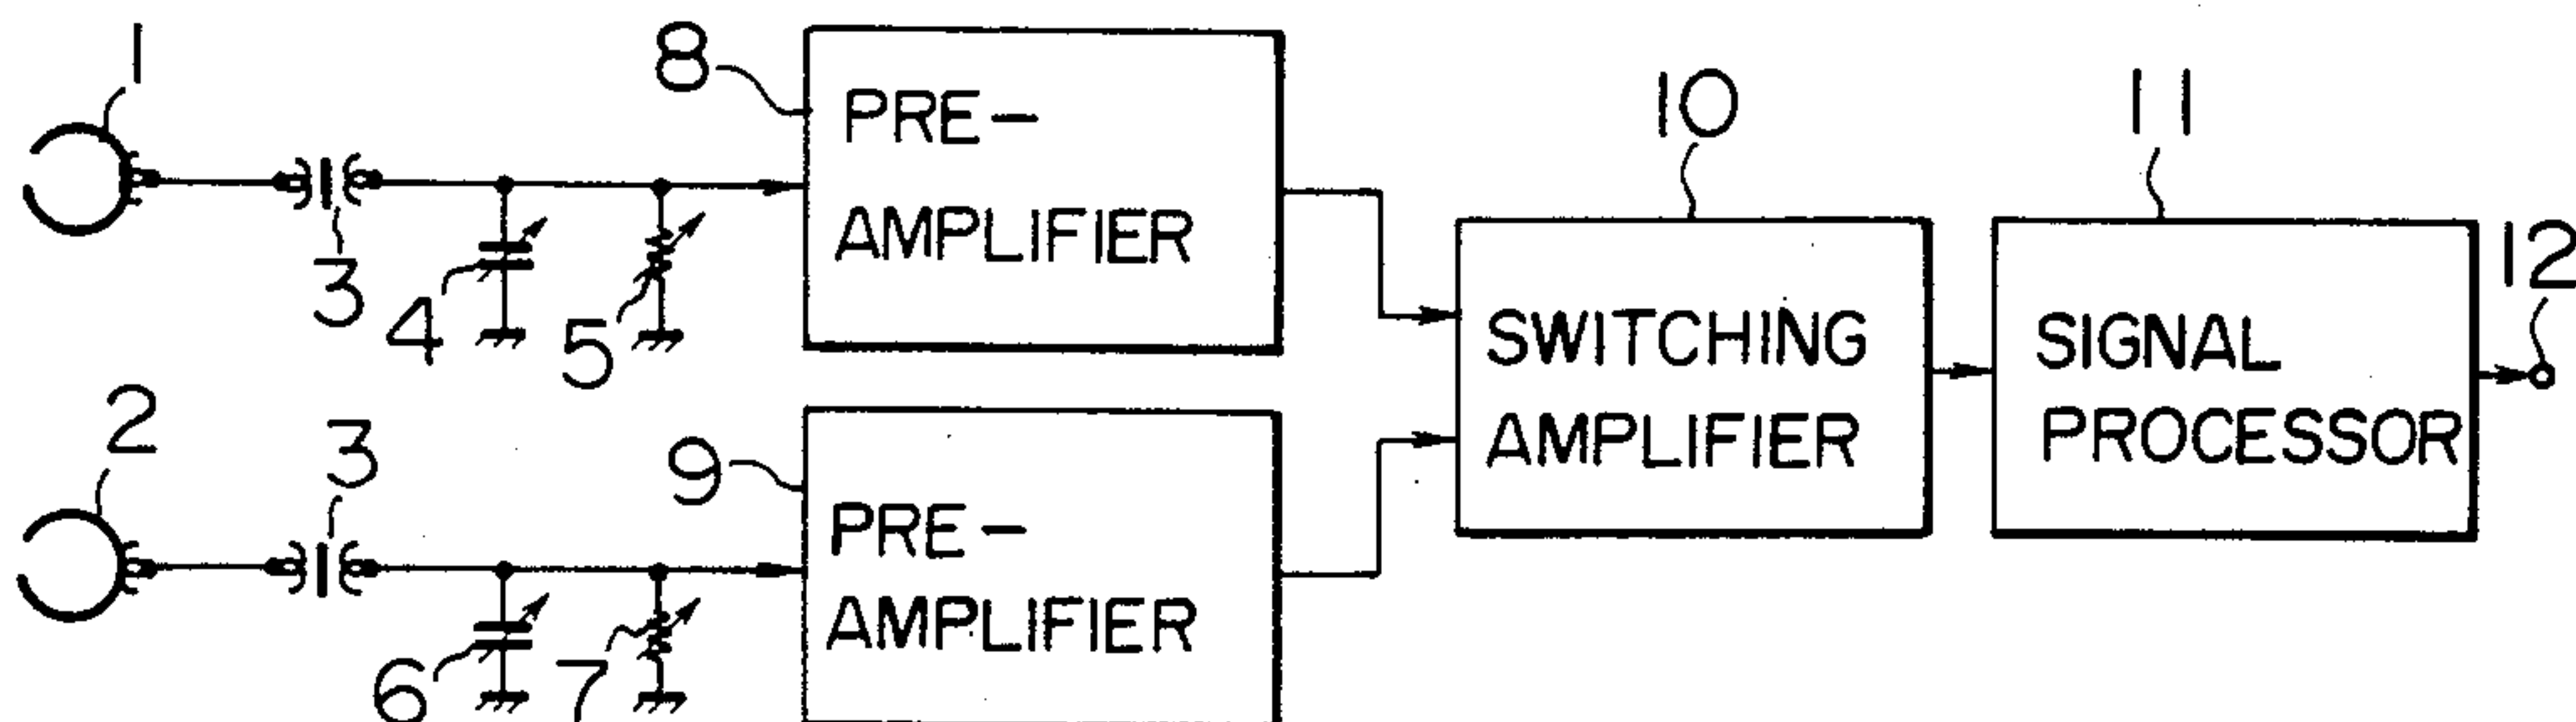 1
8
PRE-
AMPLIFIER
10
11
3
4
5
12
SWITCHING
AMPLIFIER
SIGNAL
PROCESSOR
2
3
9
PRE-
AMPLIFIER
6
7